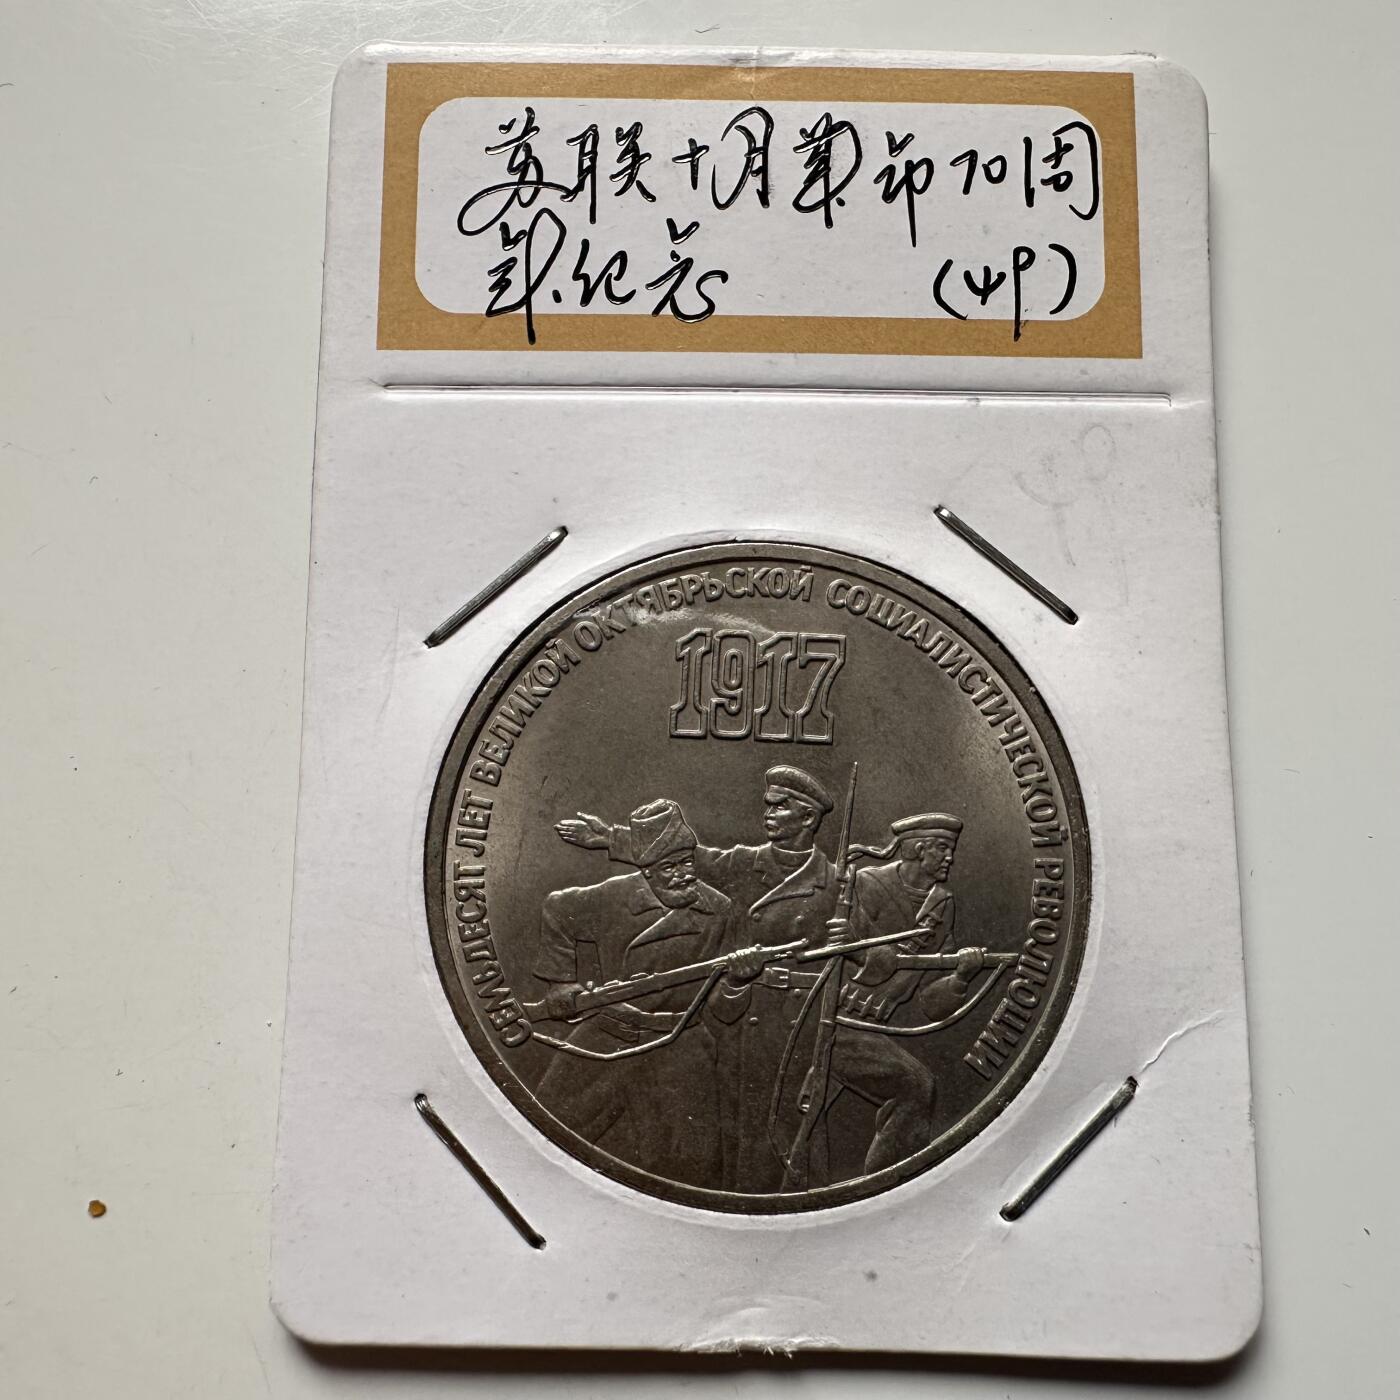 苏联十月革命70周
年纪念
СЕМЬДЕСЯТ ЛЕТ ВЕЛИКОЙ ОКТЯБРЬСКОЙ СОЦИАЛИСТИЧЕСКОЙ РЕВОЛЮЦИИ
1917